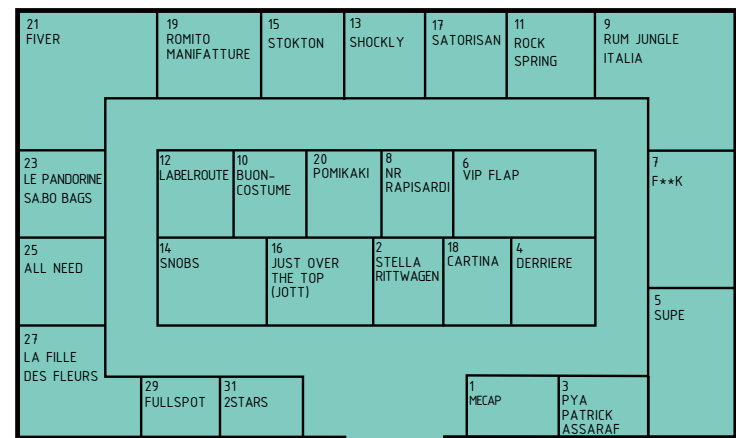 21
FIVER
19
ROMITO
MANIFATTURE
15
STOKTON
13
SHOCKLY
17
SATORISAN
11
ROCK
SPRING
9
RUM JUNGLE
ITALIA
23
LE PANDORINE
SA.BO BAGS
12
LABELROUTE
10
BUON-
COSTUME
20
POMIKAKI
8
NR
RAPISARDI
6
VIP FLAP
7
F**K
25
ALL NEED
14
SNOBS
16
JUST OVER
THE TOP
(JOTT)
2
STELLA
RITTWAGEN
18
CARTINA
4
DERRIERE
5
SUPE
27
LA FILLE
DES FLEURS
29
FULLSPOT
31
2STARS
1
MECAP
3
PYA
PATRICK
ASSARAF